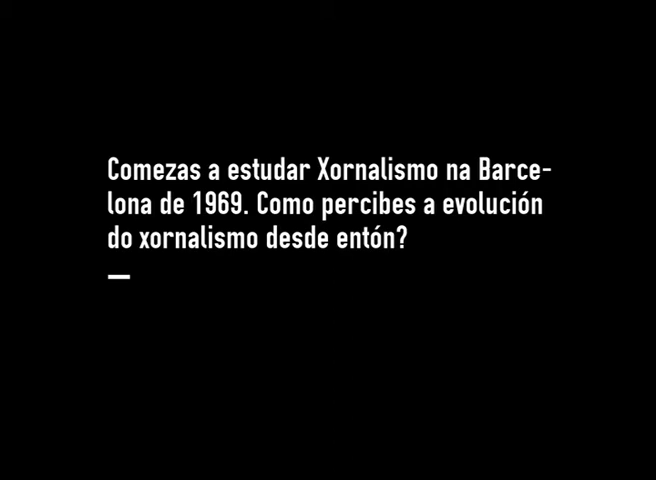 Comezas a estudar Xornalismo na Barce-
lona de 1969. Como percibes a evolución
do xornalismo desde entón?